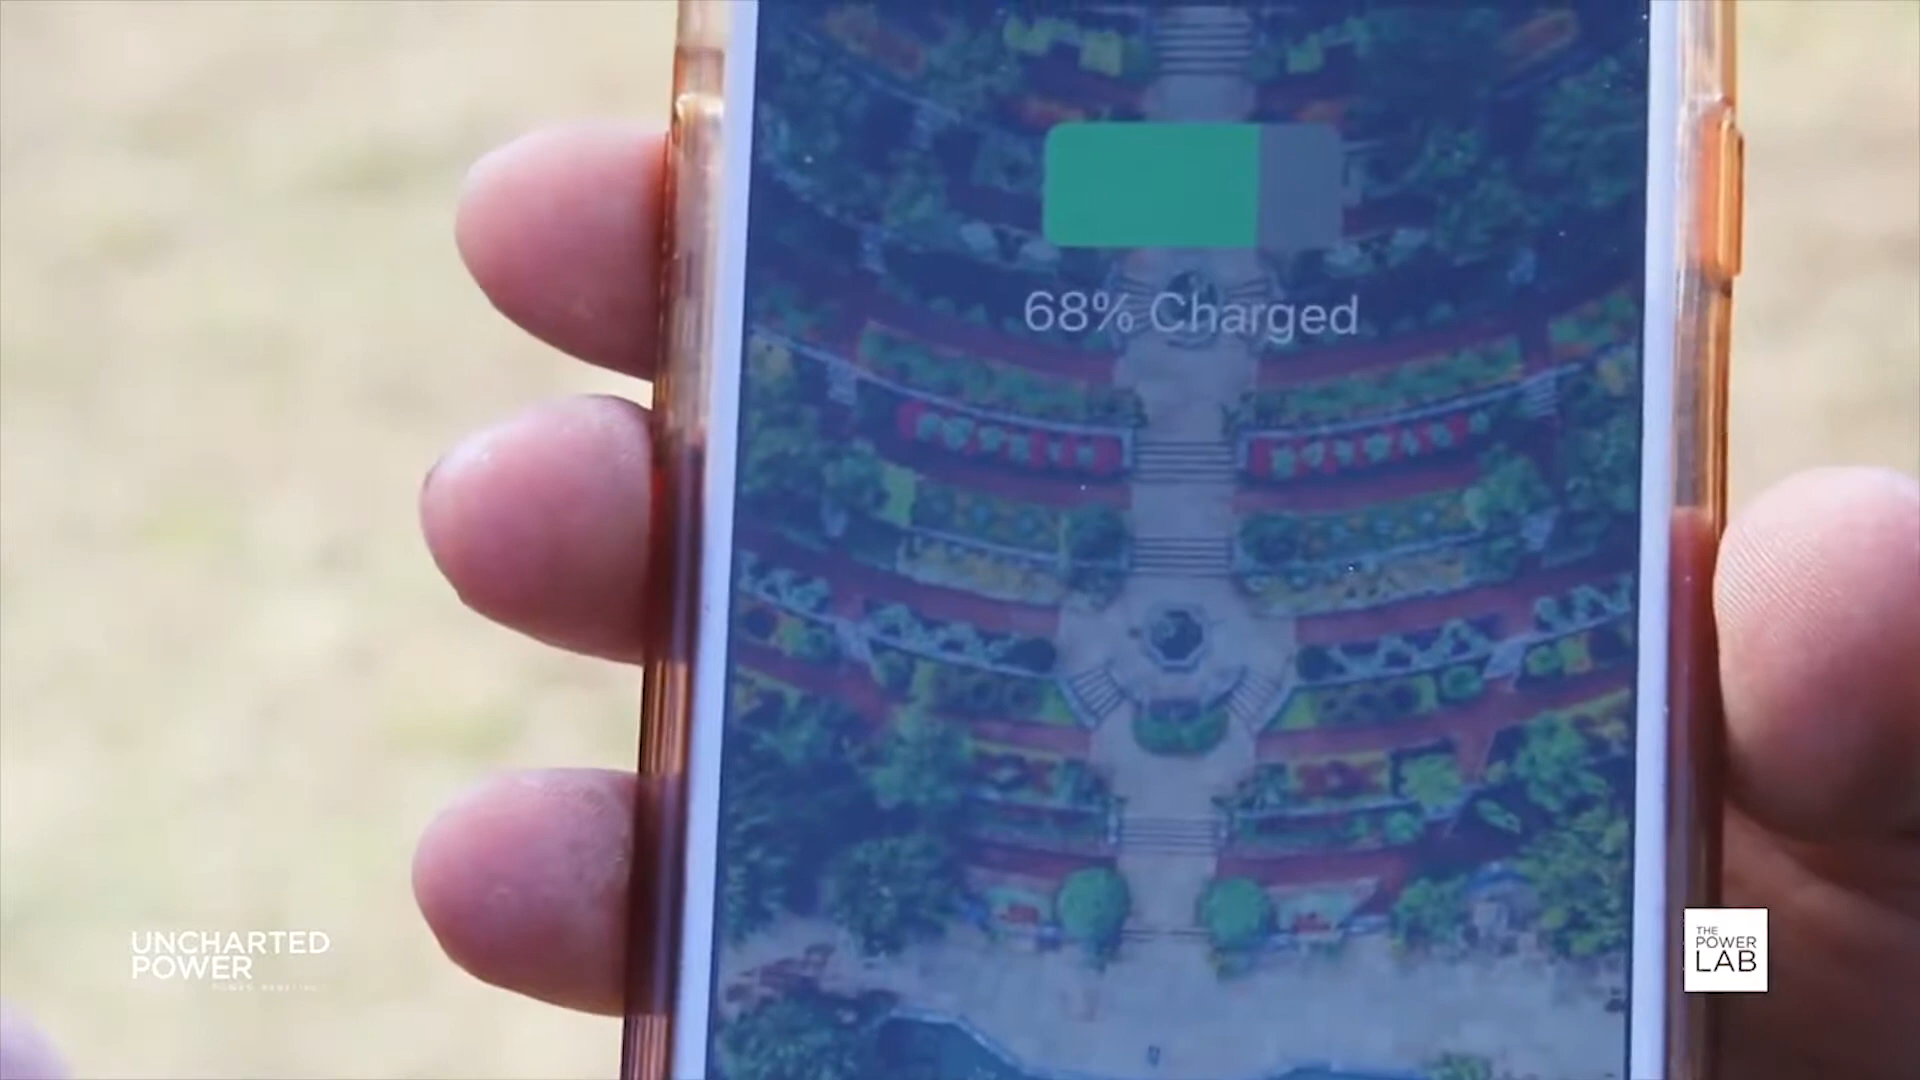 68% Charged
UNCHARTED
POWER
THE
POWER
LAB